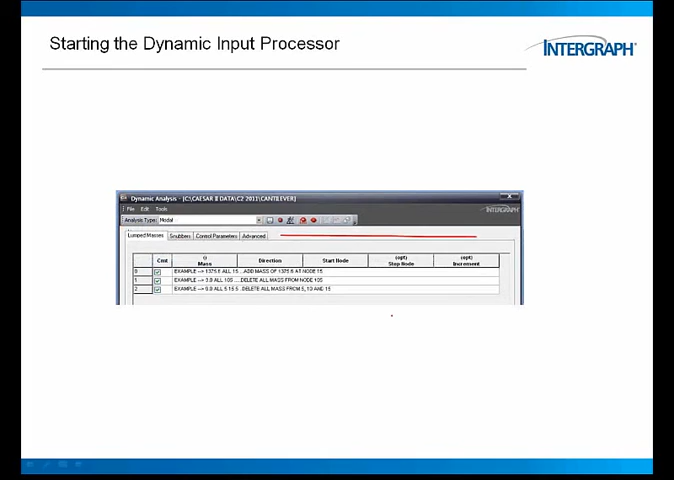 Starting the Dynamic Input Processor
INTERGRAPH
Dynamic Analysis - [C:\CAESAR II DATA\C2 2011\CANTILEVER]
File Edit Tools
INTERGRAPH
Analysis Type: Modal
Lumped Masses Snubbers Control Parameters Advanced
Cmt Mass Direction Start Node (opt) Stop Node (opt) Increment
0 EXAMPLE --> 1375.6 ALL 15 ...ADD MASS OF 1375.6 AT NODE 15
1 EXAMPLE --> 0.0 ALL 105 ....DELETE ALL MASS FROM NODE 105
2 EXAMPLE --> 0.0 ALL 5 15 5 ..DELETE ALL MASS FROM 5, 10 AND 15